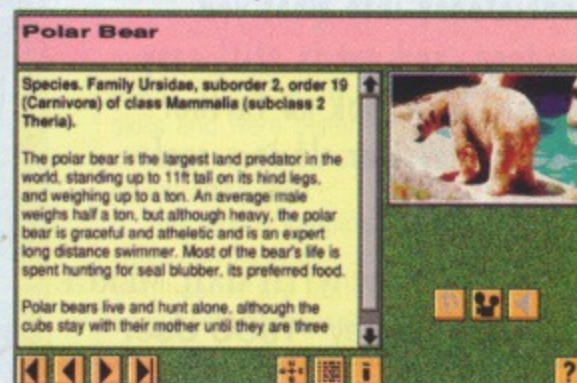 Polar Bear
Species. Family Ursidae, suborder 2, order 19
(Carnivora) of class Mammalia (subclass 2
Theria).
The polar bear is the largest land predator in the
world, standing up to 11ft tall on its hind legs,
and weighing up to a ton. An average male
weighs half a ton, but although heavy, the polar
bear is graceful and atheletic and is an expert
long distance swimmer. Most of the bear's life is
spent hunting for seal blubber, its preferred food.
Polar bears live and hunt alone, although the
cubs stay with their mother until they are three
i
?